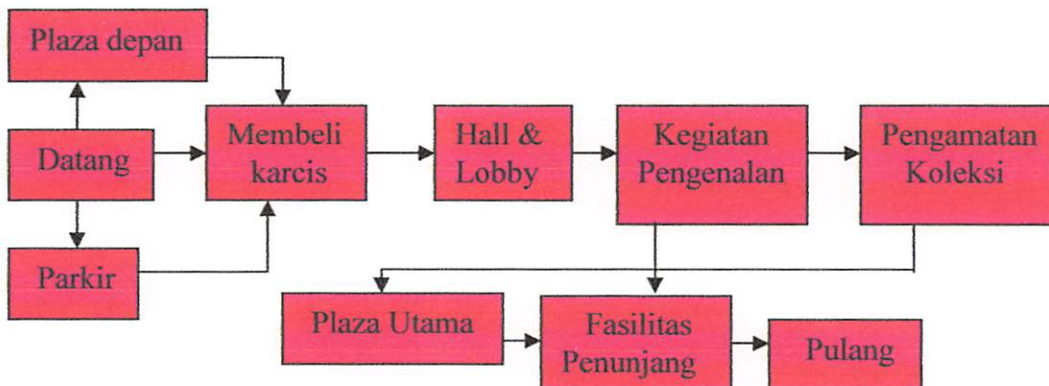 Plaza depan
Datang
Parkir
Membeli
karcis
Hall &
Lobby
Kegiatan
Pengenalan
Pengamatan
Koleksi
Plaza Utama
Fasilitas
Penunjang
Pulang